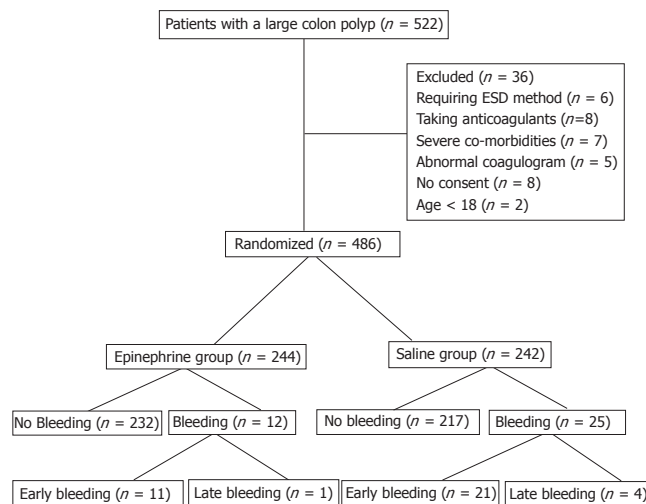 Patients with a large colon polyp (n = 522)
Excluded (n = 36)
Requiring ESD method (n = 6)
Taking anticoagulants (n=8)
Severe co-morbidities (n = 7)
Abnormal coagulogram (n = 5)
No consent (n = 8)
Age < 18 (n = 2)
Randomized (n = 486)
Epinephrine group (n = 244)
Saline group (n = 242)
No Bleeding (n = 232)
Bleeding (n = 12)
No bleeding (n = 217)
Bleeding (n = 25)
Early bleeding (n = 11)
Late bleeding (n = 1)
Early bleeding (n = 21)
Late bleeding (n = 4)